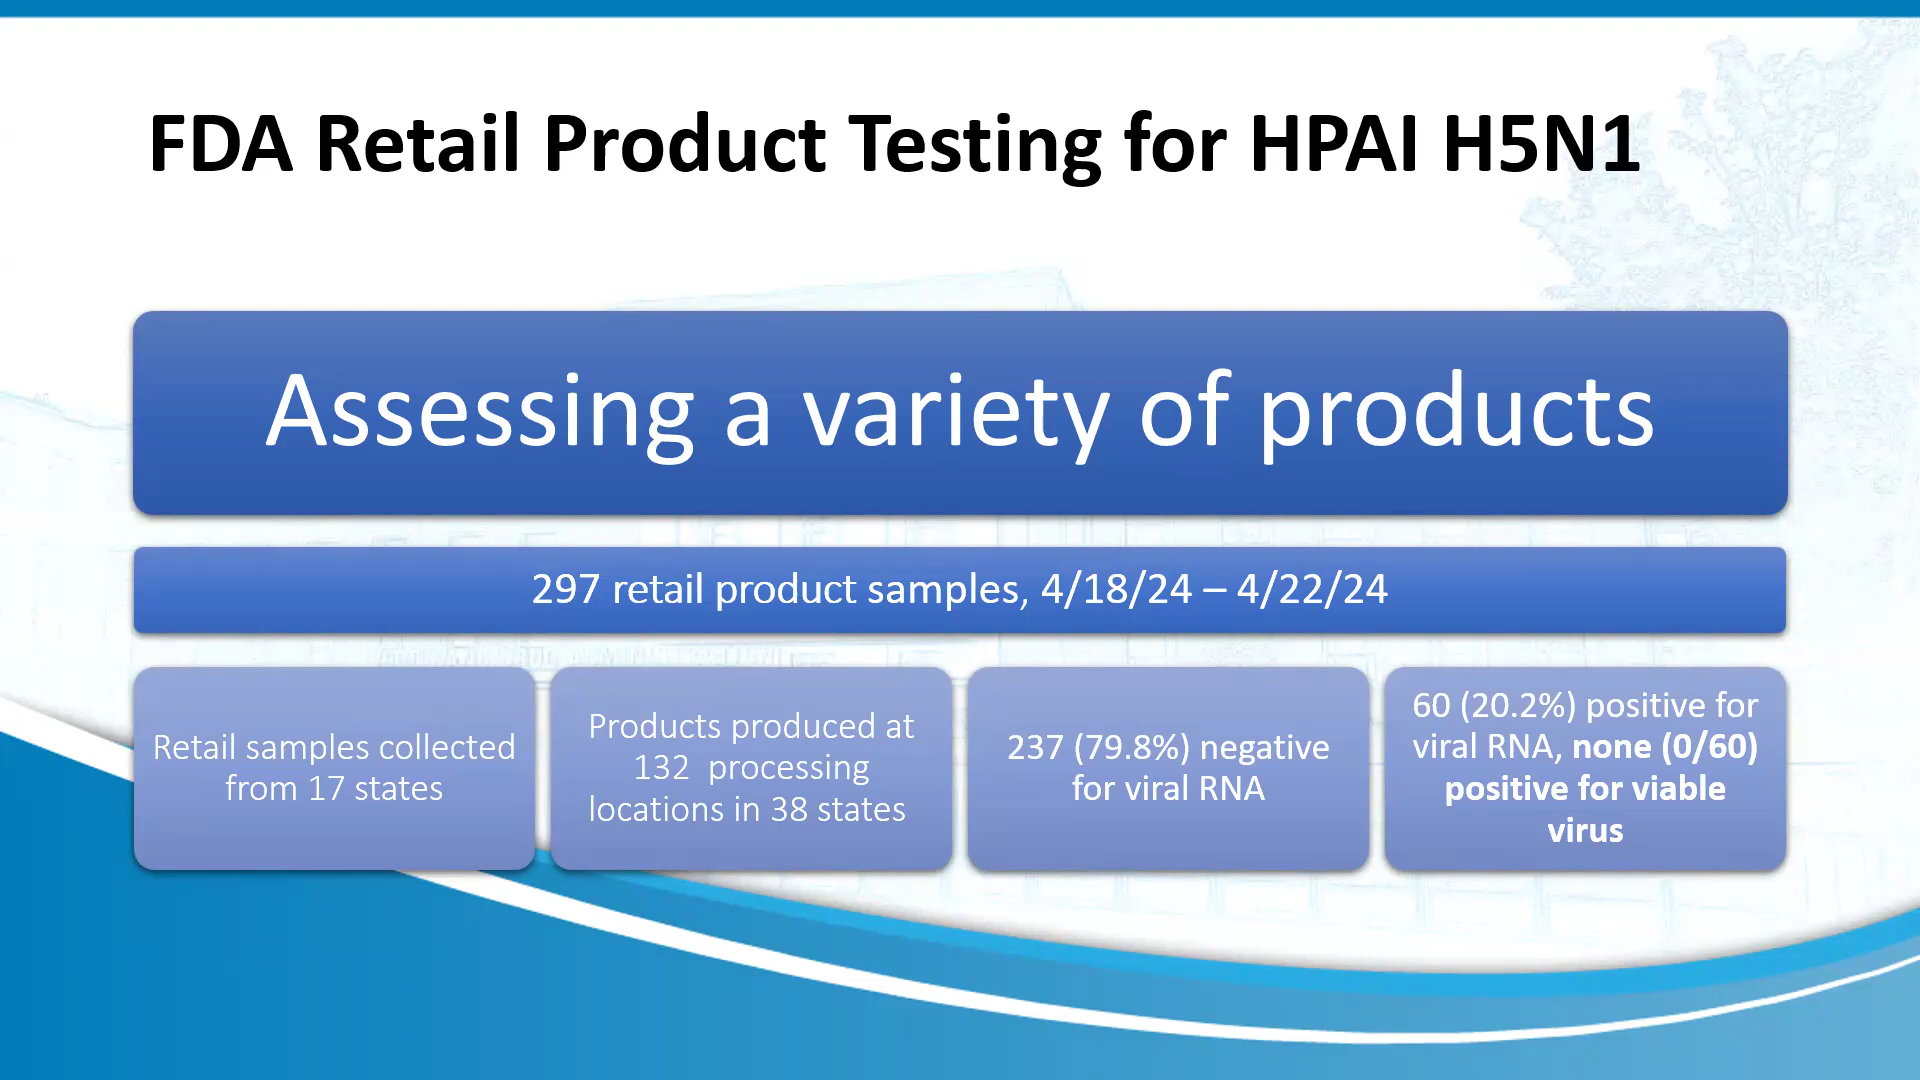 FDA Retail Product Testing for HPAI H5N1
Assessing a variety of products
297 retail product samples, 4/18/24 – 4/22/24
Retail samples collected
from 17 states
Products produced at
132  processing
locations in 38 states
237 (79.8%) negative
for viral RNA
60 (20.2%) positive for
viral RNA, none (0/60)
positive for viable
virus